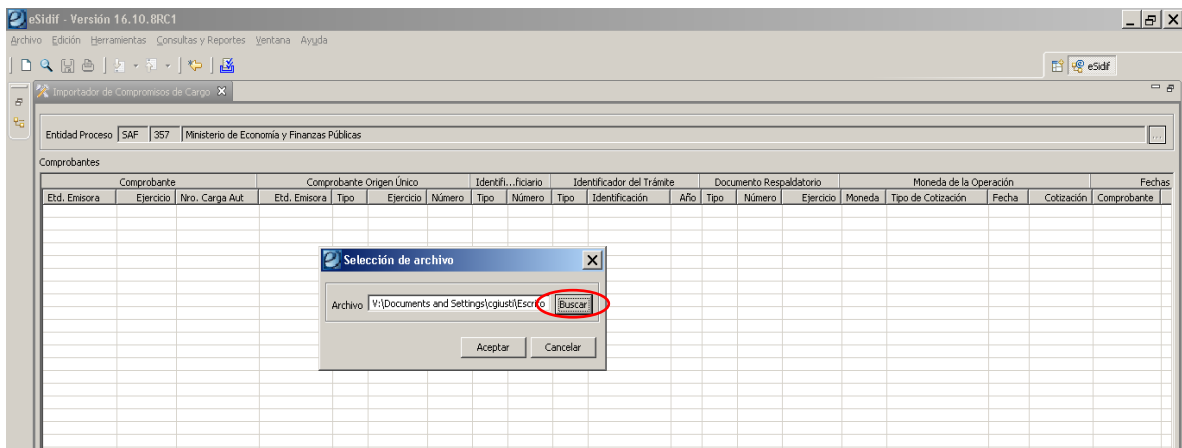 eSidif - Versión 16.10.8RC1
Archivo Edición Herramientas Consultas y Reportes Ventana Ayuda
eSidif
Importador de Compromisos de Cargo
Entidad Proceso SAF 357 Ministerio de Economía y Finanzas Públicas ...
Comprobantes
Comprobante Comprobante Origen Único Identifi...ficiario Identificador del Trámite Documento Respaldatorio Moneda de la Operación Fechas
Etd. Emisora Ejercicio Nro. Carga Aut Etd. Emisora Tipo Ejercicio Número Tipo Número Tipo Identificación Año Tipo Número Ejercicio Moneda Tipo de Cotización Fecha Cotización Comprobante
Selección de archivo
Archivo V:\Documents and Settings\cgiusti\Escrito Buscar
Aceptar Cancelar